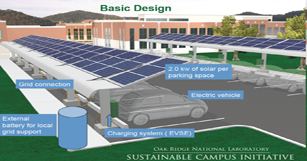 Basic Design
2.0 kw of solar per
parking space
Grid connection
Electric vehicle
External
battery for local
grid support
Charging system ( EVSE)
OAK RIDGE NATIONAL LABORATORY
SUSTAINABLE CAMPUS INITIATIVE